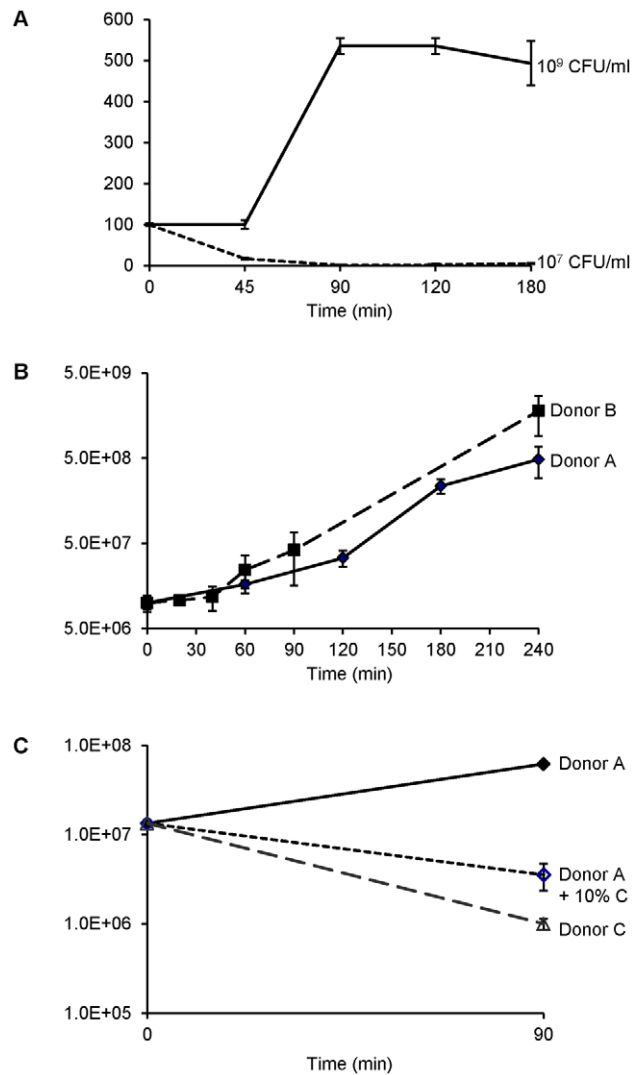 A
600
500
400
300
200
100
0
10⁹ CFU/ml
10⁷ CFU/ml
0 45 90 120 180
Time (min)
B
5.0E+09
5.0E+08
5.0E+07
5.0E+06
Donor B
Donor A
0 30 60 90 120 150 180 210 240
Time (min)
C
1.0E+08
1.0E+07
1.0E+06
1.0E+05
Donor A
Donor A
+ 10% C
Donor C
0 90
Time (min)